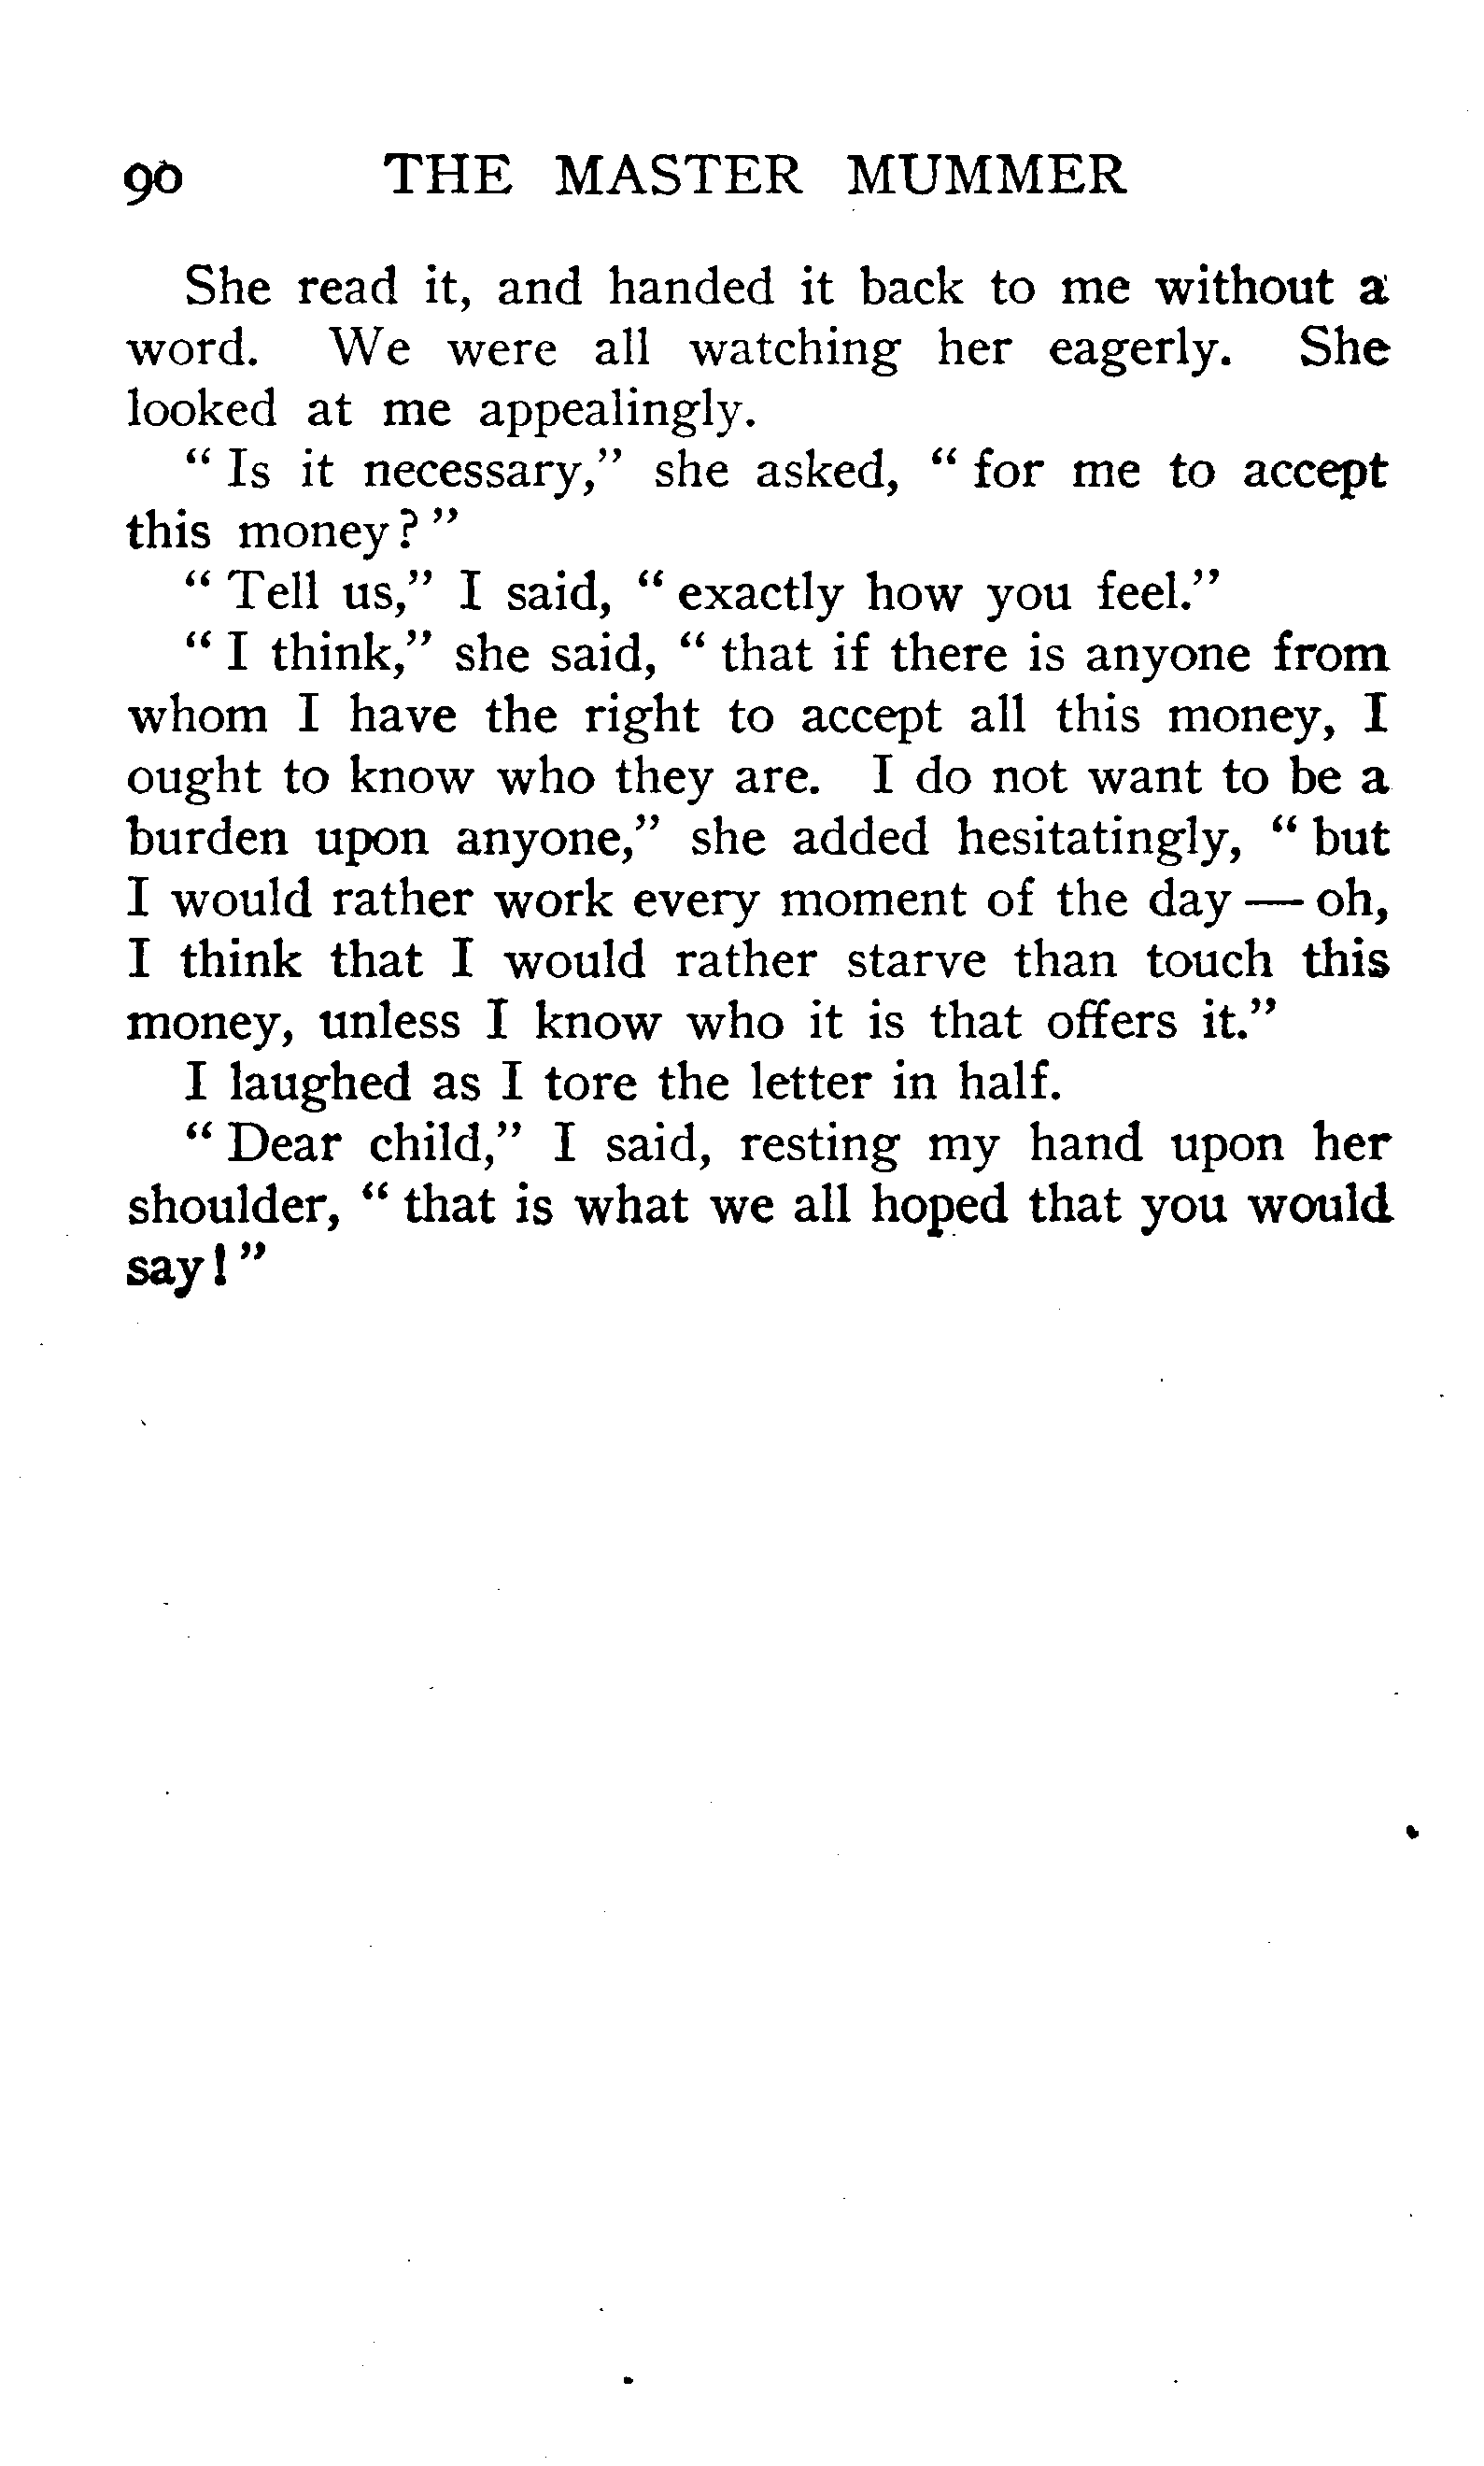 90 THE MASTER MUMMER
She read it, and handed it back to me without a
word. We were all watching her eagerly. She
looked at me appealingly.
" Is it necessary," she asked, " for me to accept
this money ? "
" Tell us," I said, " exactly how you feel."
" I think," she said, " that if there is anyone from
whom I have the right to accept all this money, I
ought to know who they are. I do not want to be a
burden upon anyone," she added hesitatingly, " but
I would rather work every moment of the day — oh,
I think that I would rather starve than touch this
money, unless I know who it is that offers it."
I laughed as I tore the letter in half.
" Dear child," I said, resting my hand upon her
shoulder, " that is what we all hoped that you would
say ! "